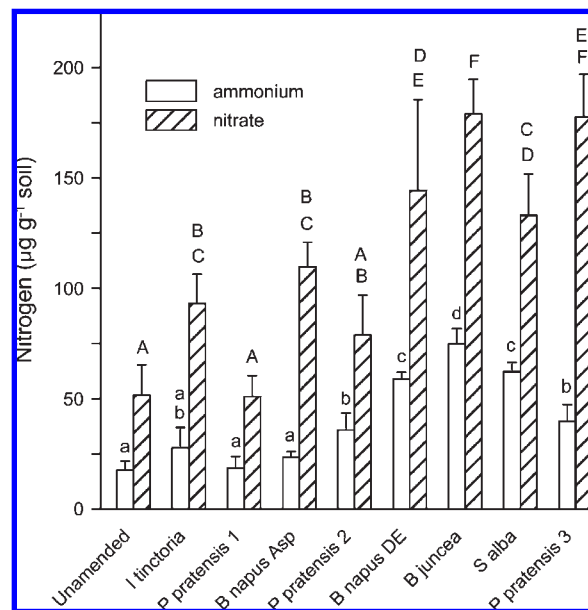 200
150
100
50
0
Nitrogen (µg g⁻¹ soil)
ammonium
nitrate
a
A
a
b
B
C
a
A
a
B
C
b
A
B
c
D
E
d
F
c
C
D
b
E
F
Unamended
I tinctoria
P pratensis 1
B napus Asp
P pratensis 2
B napus DE
B juncea
S alba
P pratensis 3